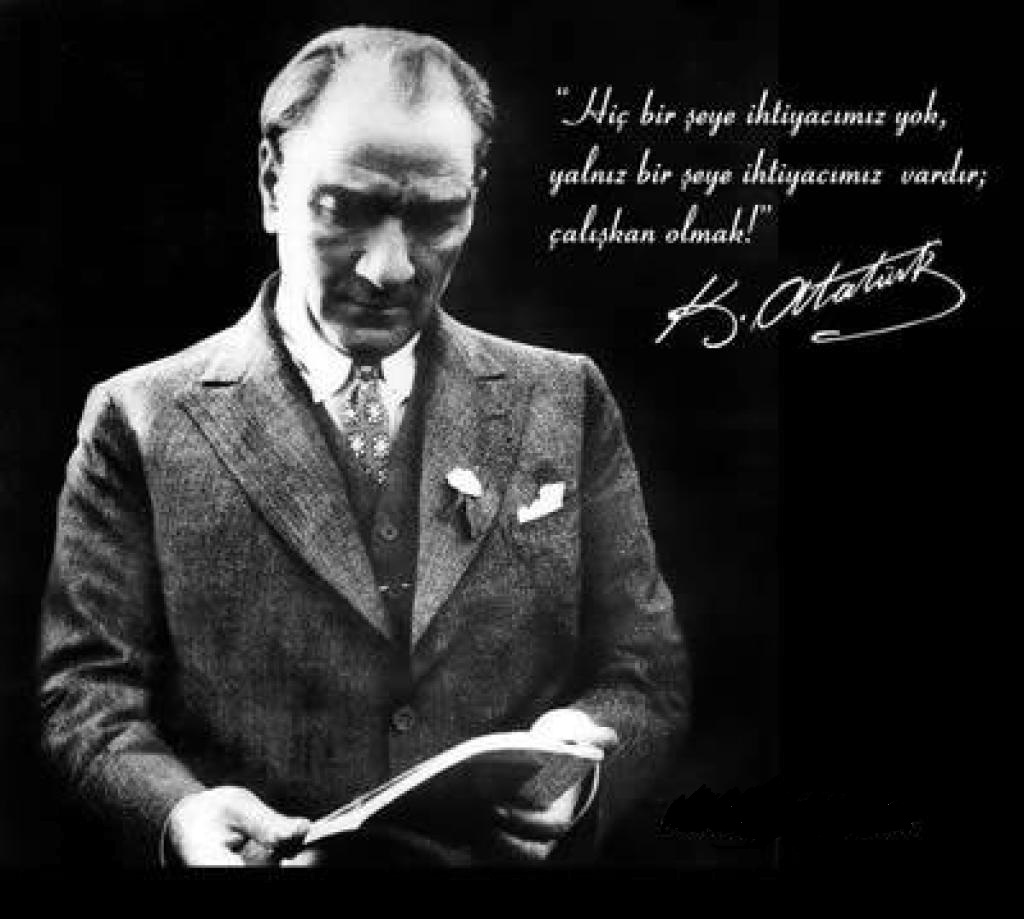 “Hiç bir şeye ihtiyacımız yok,
yalnız bir şeye ihtiyacımız vardır;
çalışkan olmak!”
K. Atatürk